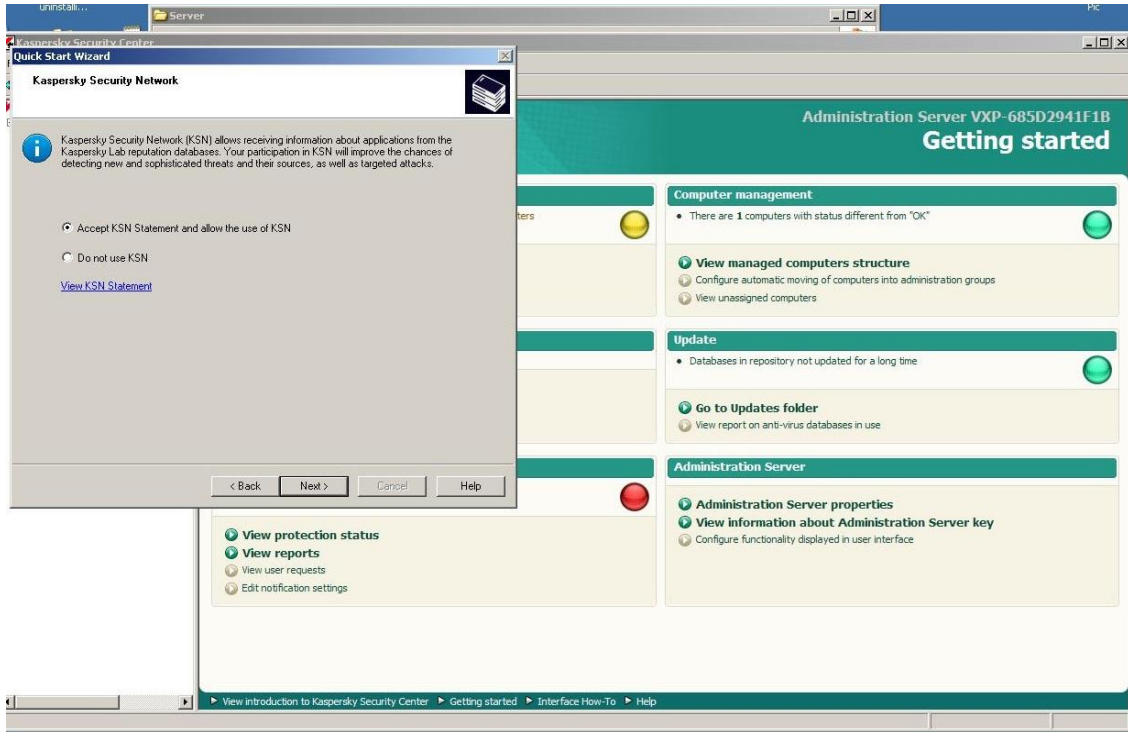 Uninstall...
Server
Pic
Kaspersky Security Center
Quick Start Wizard
Kaspersky Security Network
Kaspersky Security Network (KSN) allows receiving information about applications from the
Kaspersky Lab reputation databases. Your participation in KSN will improve the chances of
detecting new and sophisticated threats and their sources, as well as targeted attacks.
Accept KSN Statement and allow the use of KSN
Do not use KSN
View KSN Statement
< Back
Next >
Cancel
Help
Administration Server VXP-685D2941F1B
Getting started
ters
Computer management
There are 1 computers with status different from "OK"
View managed computers structure
Configure automatic moving of computers into administration groups
View unassigned computers
Update
Databases in repository not updated for a long time
Go to Updates folder
View report on anti-virus databases in use
View protection status
View reports
View user requests
Edit notification settings
Administration Server
Administration Server properties
View information about Administration Server key
Configure functionality displayed in user interface
View introduction to Kaspersky Security Center
Getting started
Interface How-To
Help